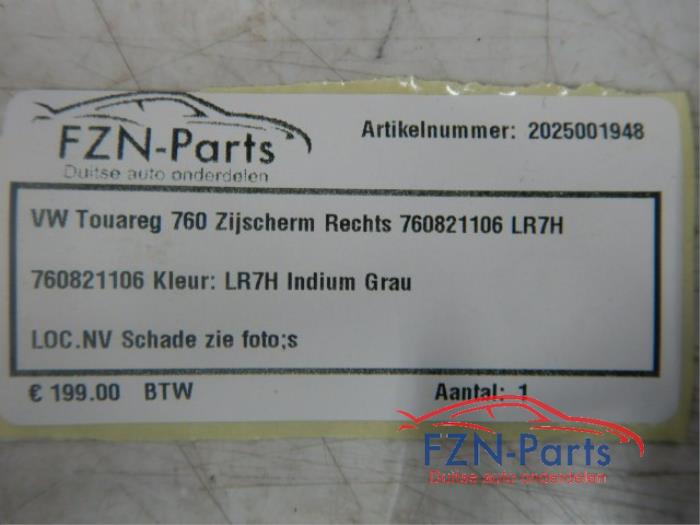 FZN-Parts
Duitse auto onderdelen
Artikelnummer: 2025001948
VW Touareg 760 Zijscherm Rechts 760821106 LR7H
760821106 Kleur: LR7H Indium Grau
LOC.NV Schade zie foto;s
€ 199.00 BTW
Aantal: 1
FZN-Parts
Duitse auto onderdelen